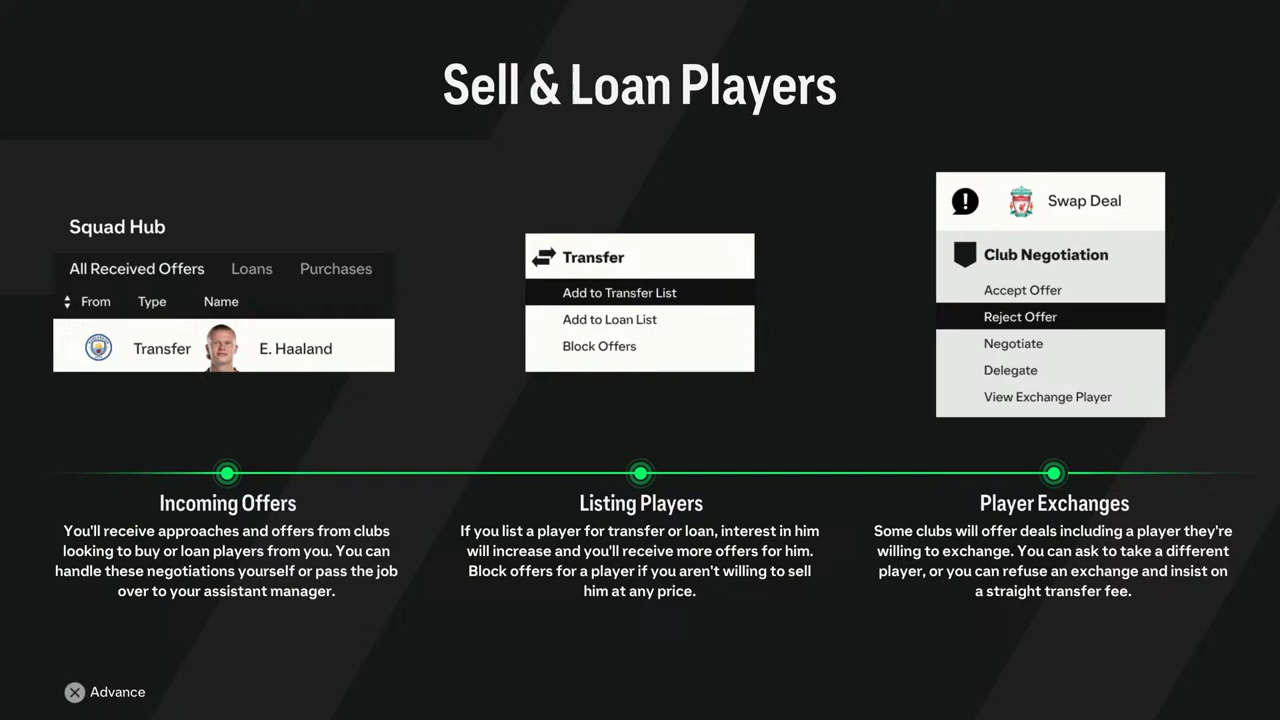 Sell & Loan Players
Squad Hub
All Received Offers Loans Purchases
From Type Name
Transfer E. Haaland
Transfer
Add to Transfer List
Add to Loan List
Block Offers
Swap Deal
Club Negotiation
Accept Offer
Reject Offer
Negotiate
Delegate
View Exchange Player
Incoming Offers
You'll receive approaches and offers from clubs
looking to buy or loan players from you. You can
handle these negotiations yourself or pass the job
over to your assistant manager.
Listing Players
If you list a player for transfer or loan, interest in him
will increase and you'll receive more offers for him.
Block offers for a player if you aren't willing to sell
him at any price.
Player Exchanges
Some clubs will offer deals including a player they're
willing to exchange. You can ask to take a different
player, or you can refuse an exchange and insist on
a straight transfer fee.
Advance